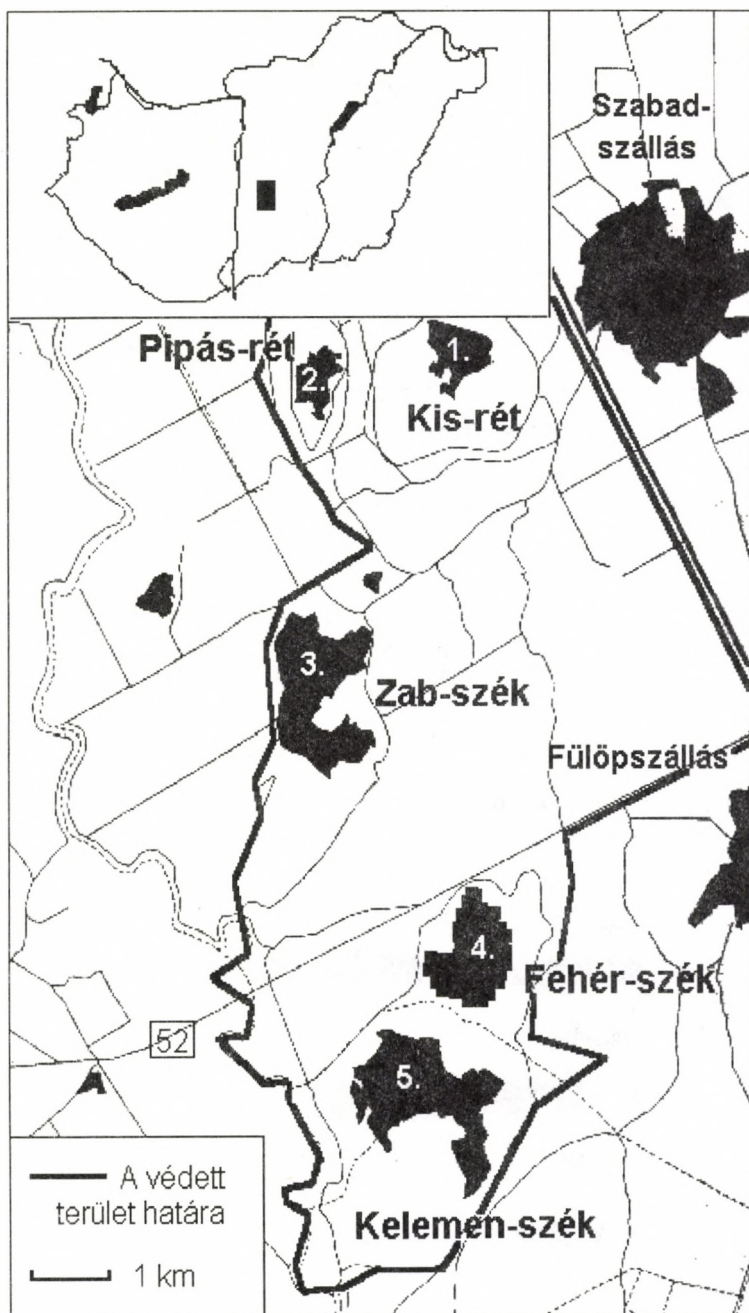 Szabad-
szállás
Pipás-rét
1.
2.
Kis-rét
3.
Zab-szék
Fülöpszállás
4.
Fehér-szék
52
5.
A védett
terület határa
Kelemen-szék
1 km